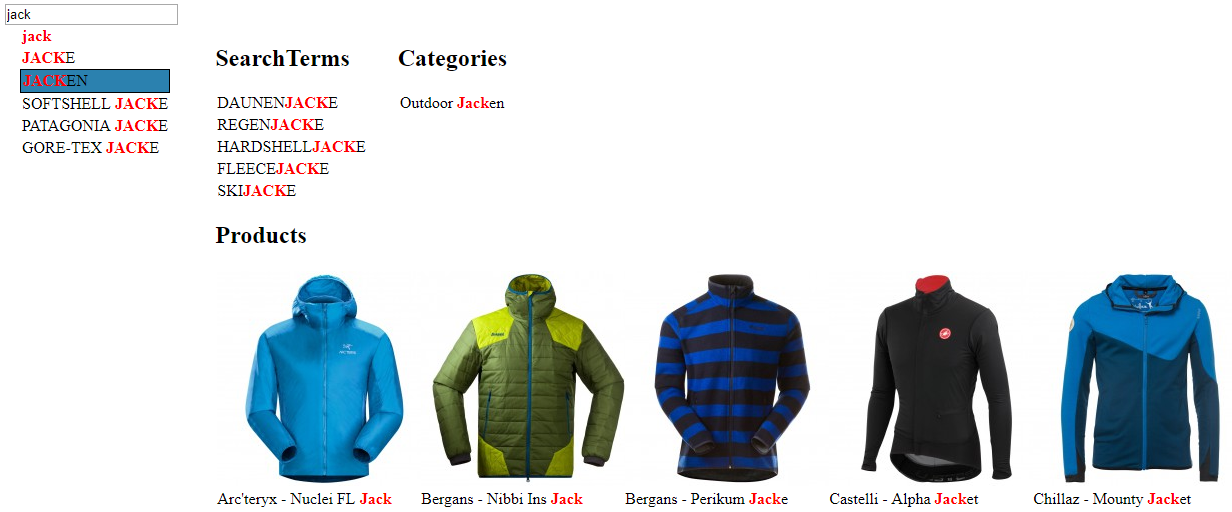 jack
jack
JACKE
JACKEN
SOFTSHELL JACKE
PATAGONIA JACKE
GORE-TEX JACKE
SearchTerms
DAUNENJACKE
REGENJACKE
HARDSHELLJACKE
FLEECEJACKE
SKIJACKE
Categories
Outdoor Jacken
Products
ARC'TERYX
Arc'teryx - Nuclei FL Jack
Bergans - Nibbi Ins Jack
Bergans - Perikum Jacke
Castelli - Alpha Jacket
Chillaz - Mounty Jacket